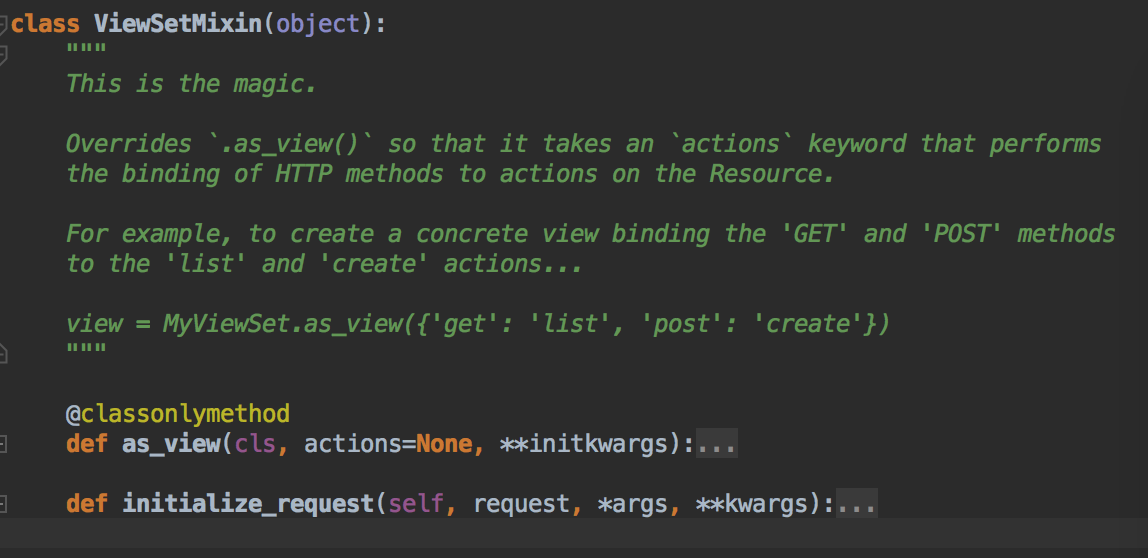 class ViewSetMixin(object):
"""
This is the magic.
Overrides `.as_view()` so that it takes an `actions` keyword that performs
the binding of HTTP methods to actions on the Resource.
For example, to create a concrete view binding the 'GET' and 'POST' methods
to the 'list' and 'create' actions...
view = MyViewSet.as_view({'get': 'list', 'post': 'create'})
"""
@classonlymethod
def as_view(cls, actions=None, **initkwargs):...
def initialize_request(self, request, *args, **kwargs):...